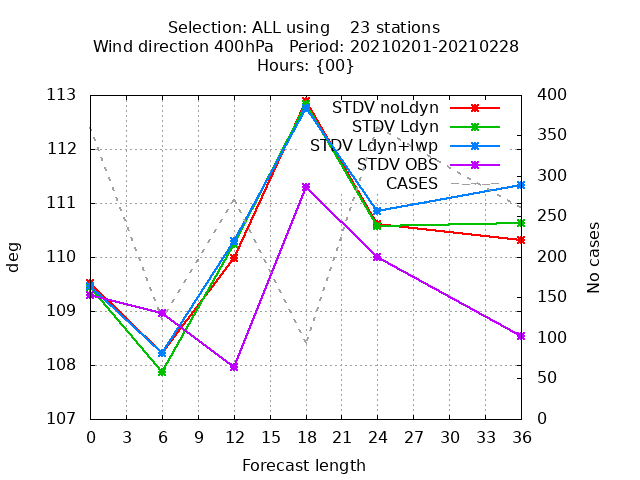 Selection: ALL using    23 stations
Wind direction 400hPa   Period: 20210201-20210228
Hours: {00}
113
112
111
110
109
108
107
deg
400
350
300
250
200
150
100
50
0
No cases
STDV noLdyn
STDV Ldyn
STDV Ldyn+lwp
STDV OBS
CASES
0 3 6 9 12 15 18 21 24 27 30 33 36
Forecast length